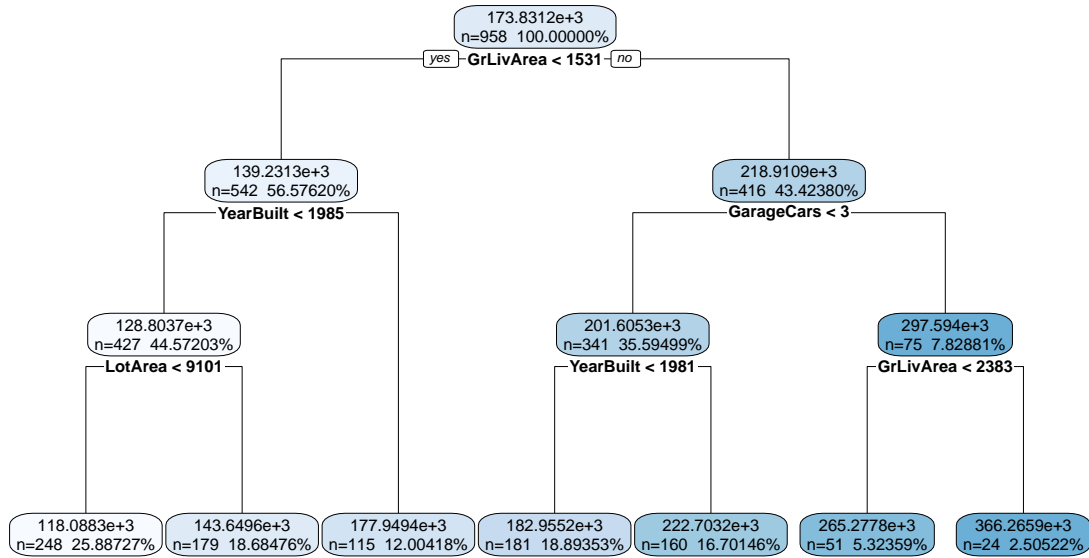 173.8312e+3
n=958 100.00000%
yes GrLivArea < 1531 no
139.2313e+3
n=542 56.57620%
YearBuilt < 1985
218.9109e+3
n=416 43.42380%
GarageCars < 3
128.8037e+3
n=427 44.57203%
LotArea < 9101
201.6053e+3
n=341 35.59499%
YearBuilt < 1981
297.594e+3
n=75 7.82881%
GrLivArea < 2383
118.0883e+3
n=248 25.88727%
143.6496e+3
n=179 18.68476%
177.9494e+3
n=115 12.00418%
182.9552e+3
n=181 18.89353%
222.7032e+3
n=160 16.70146%
265.2778e+3
n=51 5.32359%
366.2659e+3
n=24 2.50522%